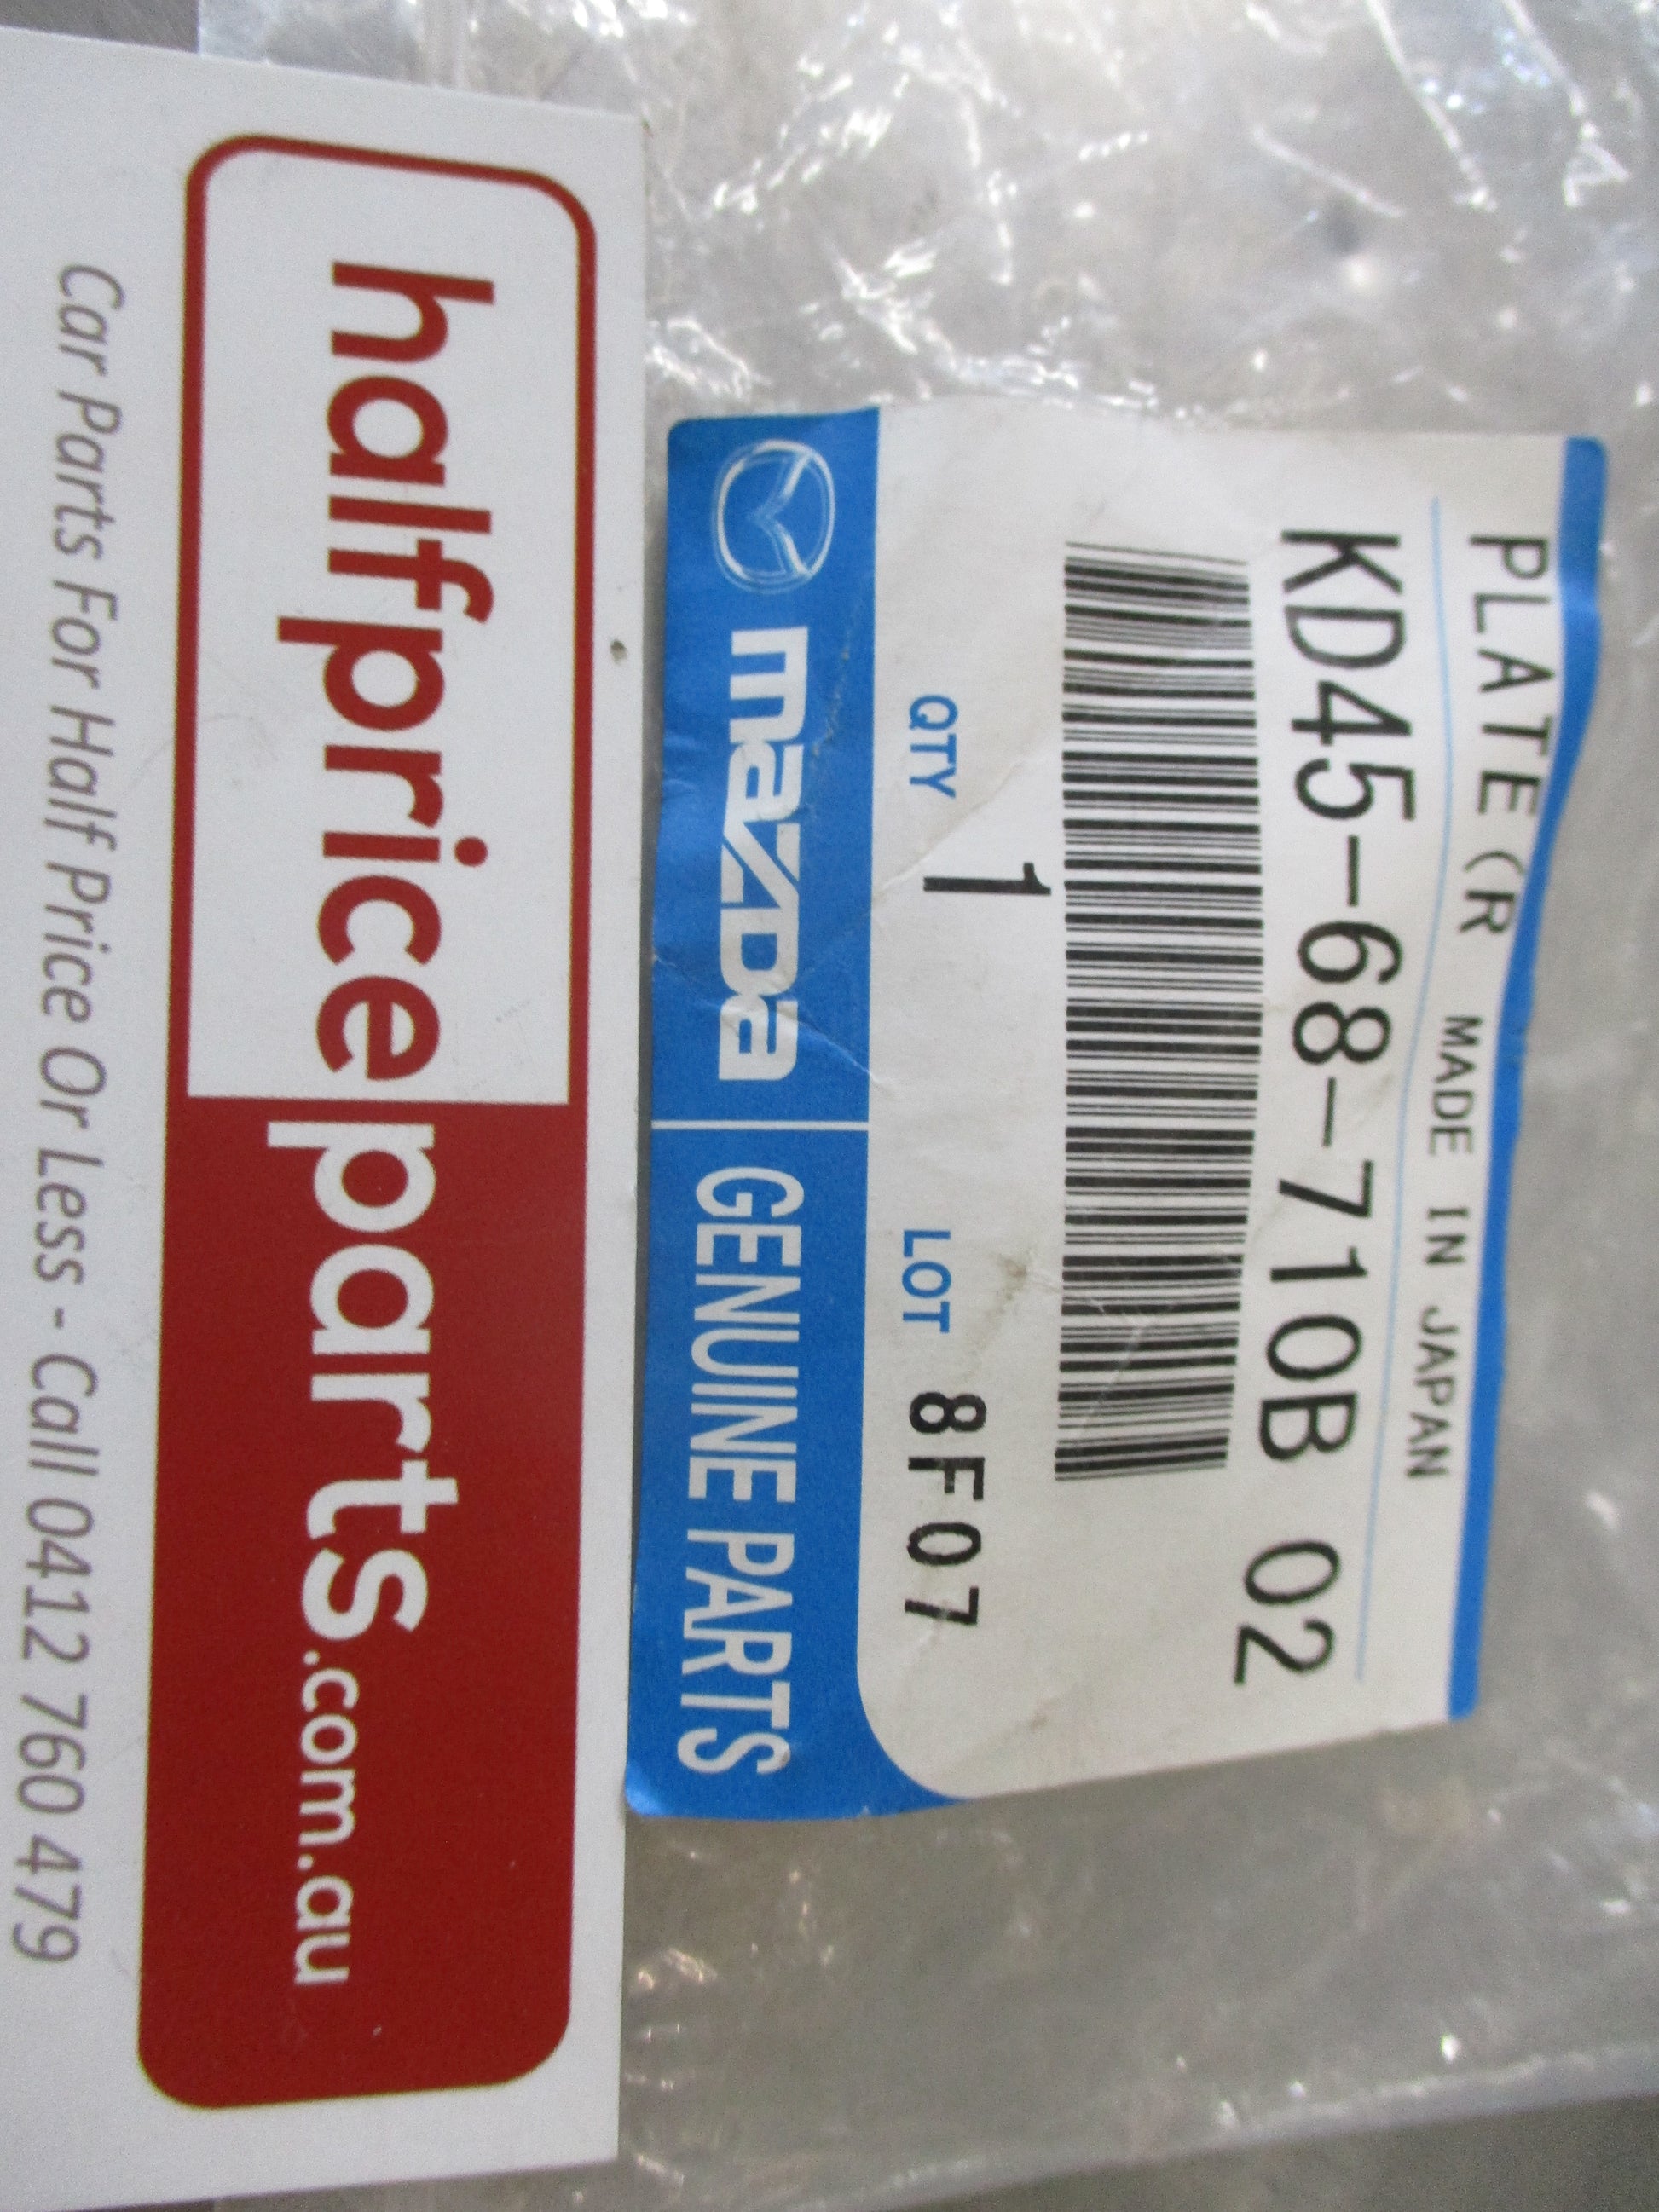 PLATE(R MADE IN JAPAN
KD45-68-710B 02
QTY 1 LOT 8F07
mazda GENUINE PARTS
halfpriceparts.com.au
Car Parts For Half Price Or Less - Call 0412 760 479